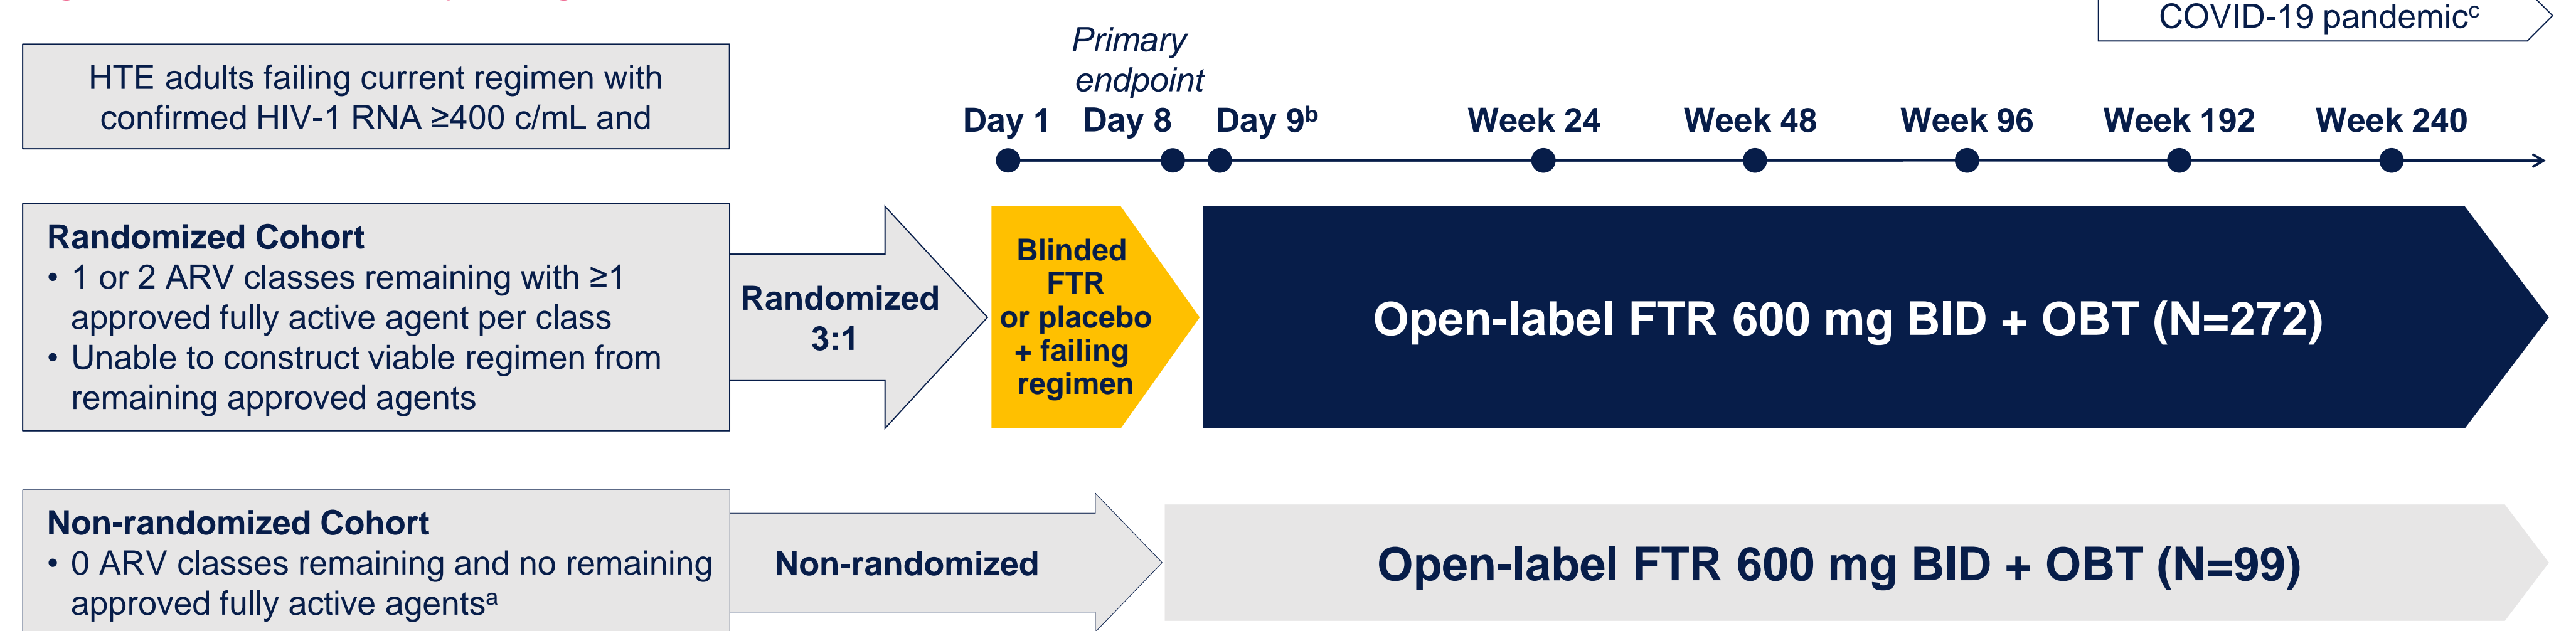 COVID-19 pandemicᶜ
Primary
endpoint
HTE adults failing current regimen with
confirmed HIV-1 RNA ≥400 c/mL and
Day 1 Day 8 Day 9ᵇ Week 24 Week 48 Week 96 Week 192 Week 240
Randomized Cohort
• 1 or 2 ARV classes remaining with ≥1
approved fully active agent per class
• Unable to construct viable regimen from
remaining approved agents
Randomized
3:1
Blinded
FTR
or placebo
+ failing
regimen
Open-label FTR 600 mg BID + OBT (N=272)
Non-randomized Cohort
• 0 ARV classes remaining and no remaining
approved fully active agentsᵃ
Non-randomized
Open-label FTR 600 mg BID + OBT (N=99)